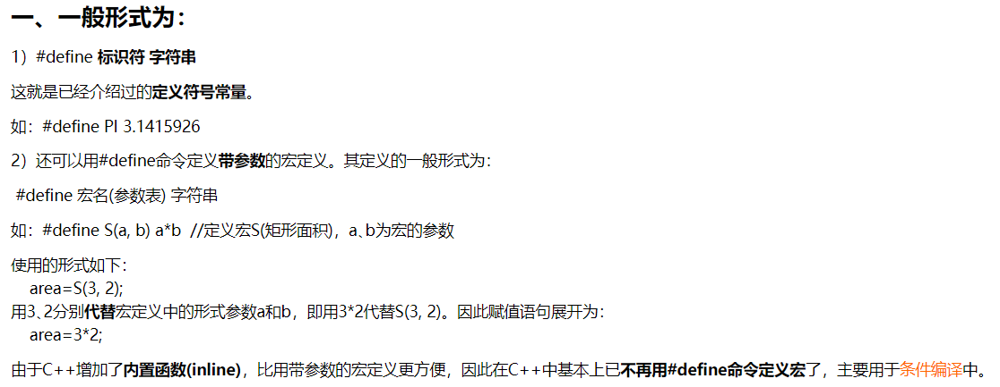 一、一般形式为：
1）#define 标识符 字符串
这就是已经介绍过的定义符号常量。
如：#define PI 3.1415926
2）还可以用#define命令定义带参数的宏定义。其定义的一般形式为：
#define 宏名(参数表) 字符串
如：#define S(a, b) a*b  //定义宏S(矩形面积)，a、b为宏的参数
使用的形式如下：
area=S(3, 2);
用3、2分别代替宏定义中的形式参数a和b，即用3*2代替S(3, 2)。因此赋值语句展开为：
area=3*2;
由于C++增加了内置函数(inline)，比用带参数的宏定义更方便，因此在C++中基本上已不再用#define命令定义宏了，主要用于条件编译中。